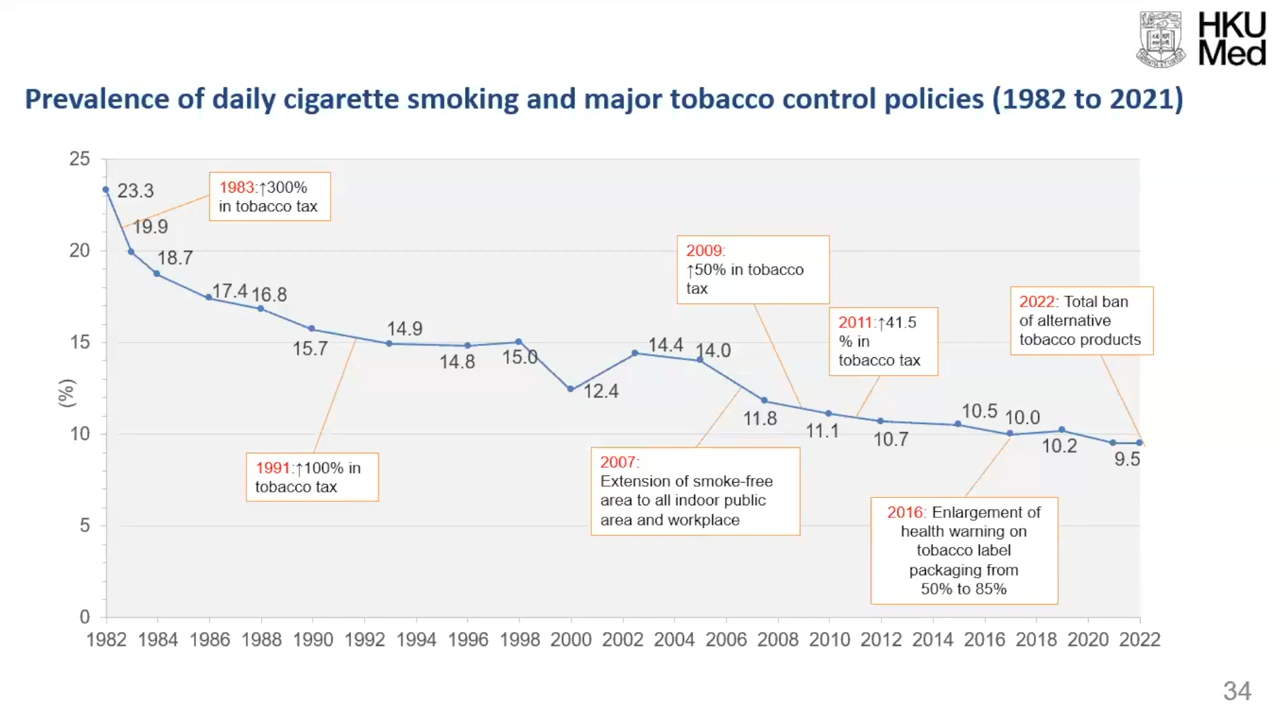 HKU
Med
Prevalence of daily cigarette smoking and major tobacco control policies (1982 to 2021)
25
20
15
10
5
0
(%)
23.3
19.9
18.7
17.4
16.8
15.7
14.9
14.8
15.0
12.4
14.4
14.0
11.8
11.1
10.7
10.5
10.0
10.2
9.5
1983:↑300%
in tobacco tax
1991:↑100% in
tobacco tax
2007:
Extension of smoke-free
area to all indoor public
area and workplace
2009:
↑50% in tobacco
tax
2011:↑41.5
% in
tobacco tax
2016: Enlargement of
health warning on
tobacco label
packaging from
50% to 85%
2022: Total ban
of alternative
tobacco products
1982 1984 1986 1988 1990 1992 1994 1996 1998 2000 2002 2004 2006 2008 2010 2012 2014 2016 2018 2020 2022
34